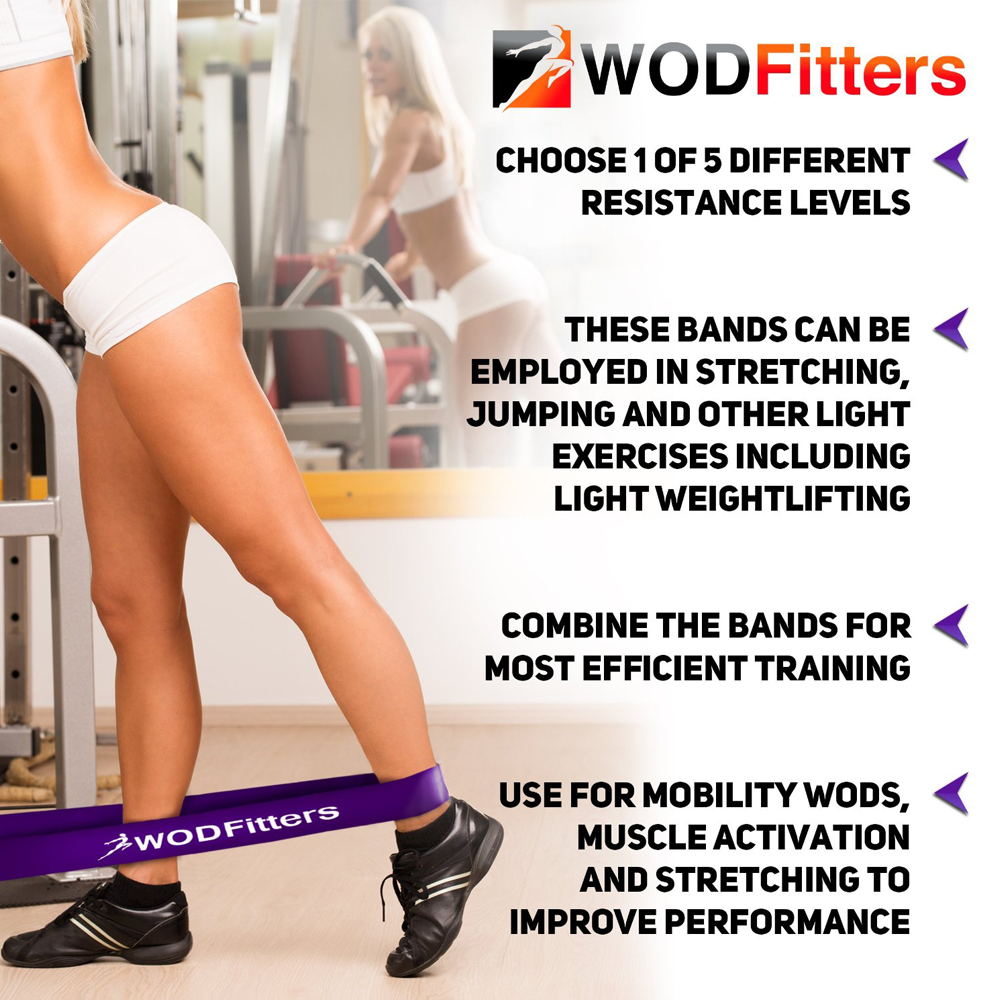 WODFitters
CHOOSE 1 OF 5 DIFFERENT
RESISTANCE LEVELS
THESE BANDS CAN BE
EMPLOYED IN STRETCHING,
JUMPING AND OTHER LIGHT
EXERCISES INCLUDING
LIGHT WEIGHTLIFTING
COMBINE THE BANDS FOR
MOST EFFICIENT TRAINING
USE FOR MOBILITY WODS,
MUSCLE ACTIVATION
AND STRETCHING TO
IMPROVE PERFORMANCE
WODFitters